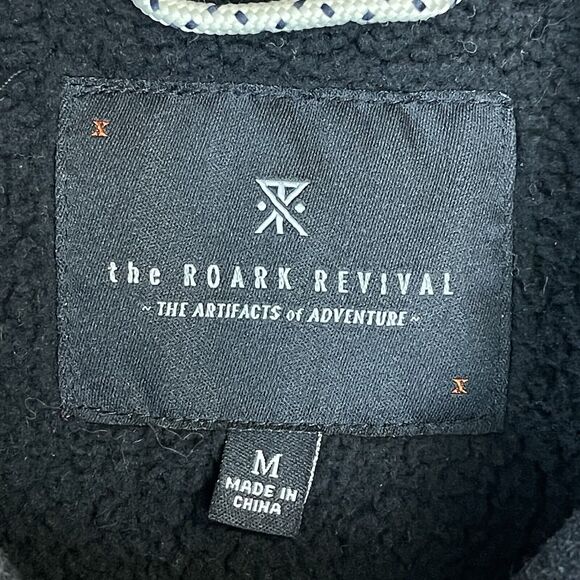 X
the ROARK REVIVAL
~ THE ARTIFACTS of ADVENTURE ~
X
M
MADE IN
CHINA